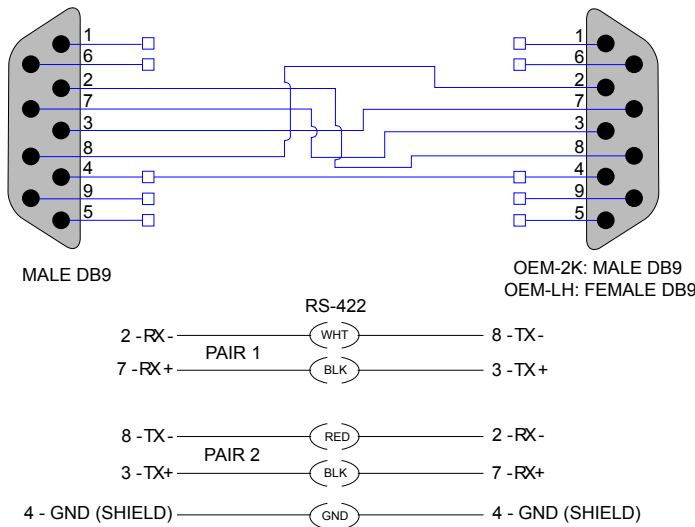 1 1
6 6
2 2
7 7
3 3
8 8
4 4
9 9
5 5
MALE DB9
OEM-2K: MALE DB9
OEM-LH: FEMALE DB9
RS-422
2 -RX- WHT 8 -TX-
PAIR 1
7 -RX+ BLK 3 -TX+
8 -TX- RED 2 -RX-
PAIR 2
3 -TX+ BLK 7 -RX+
4 - GND (SHIELD) GND 4 - GND (SHIELD)